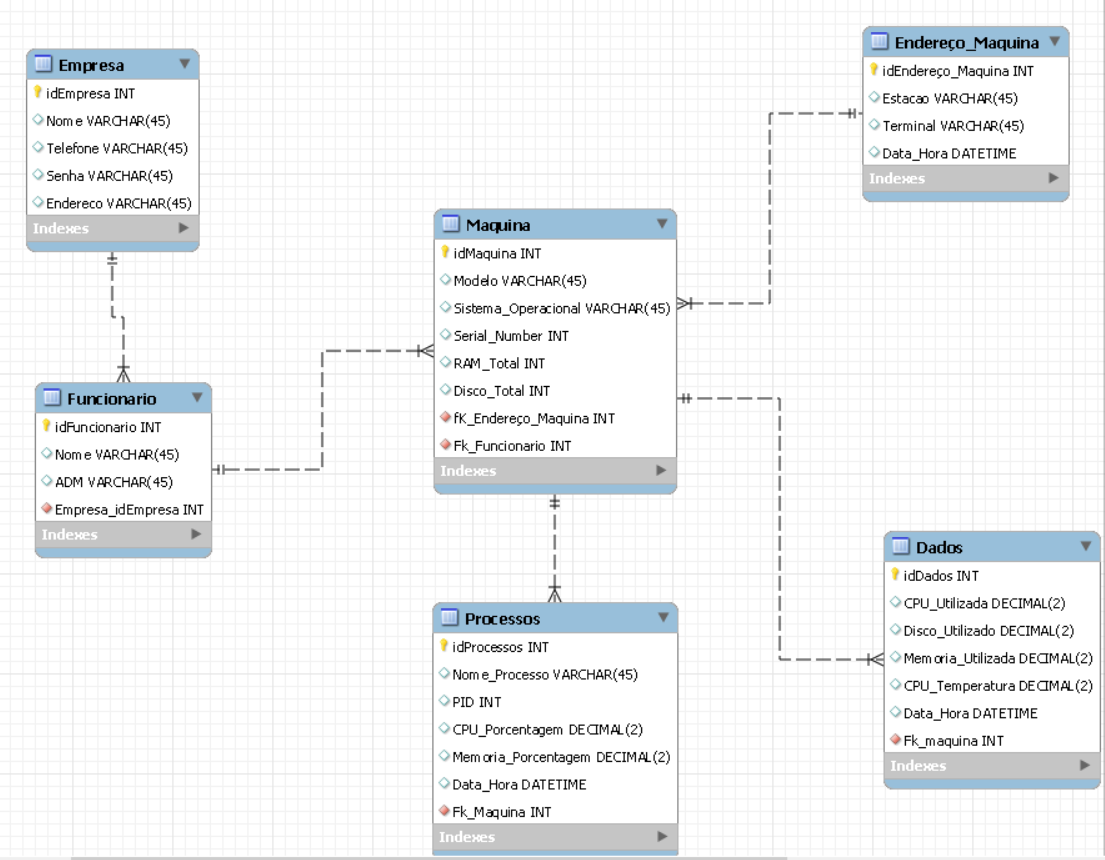 Empresa
idEmpresa INT
Nome VARCHAR(45)
Telefone VARCHAR(45)
Senha VARCHAR(45)
Endereco VARCHAR(45)
Indexes
Endereço_Maquina
idEndereço_Maquina INT
Estacao VARCHAR(45)
Terminal VARCHAR(45)
Data_Hora DATETIME
Indexes
Maquina
idMaquina INT
Modelo VARCHAR(45)
Sistema_Operacional VARCHAR(45)
Serial_Number INT
RAM_Total INT
Disco_Total INT
fK_Endereço_Maquina INT
Fk_Funcionario INT
Indexes
Funcionario
idFuncionario INT
Nome VARCHAR(45)
ADM VARCHAR(45)
Empresa_idEmpresa INT
Indexes
Processos
idProcessos INT
Nome_Processo VARCHAR(45)
PID INT
CPU_Porcentagem DECIMAL(2)
Memoria_Porcentagem DECIMAL(2)
Data_Hora DATETIME
Fk_Maquina INT
Indexes
Dados
idDados INT
CPU_Utilizada DECIMAL(2)
Disco_Utilizado DECIMAL(2)
Memoria_Utilizada DECIMAL(2)
CPU_Temperatura DECIMAL(2)
Data_Hora DATETIME
Fk_maquina INT
Indexes